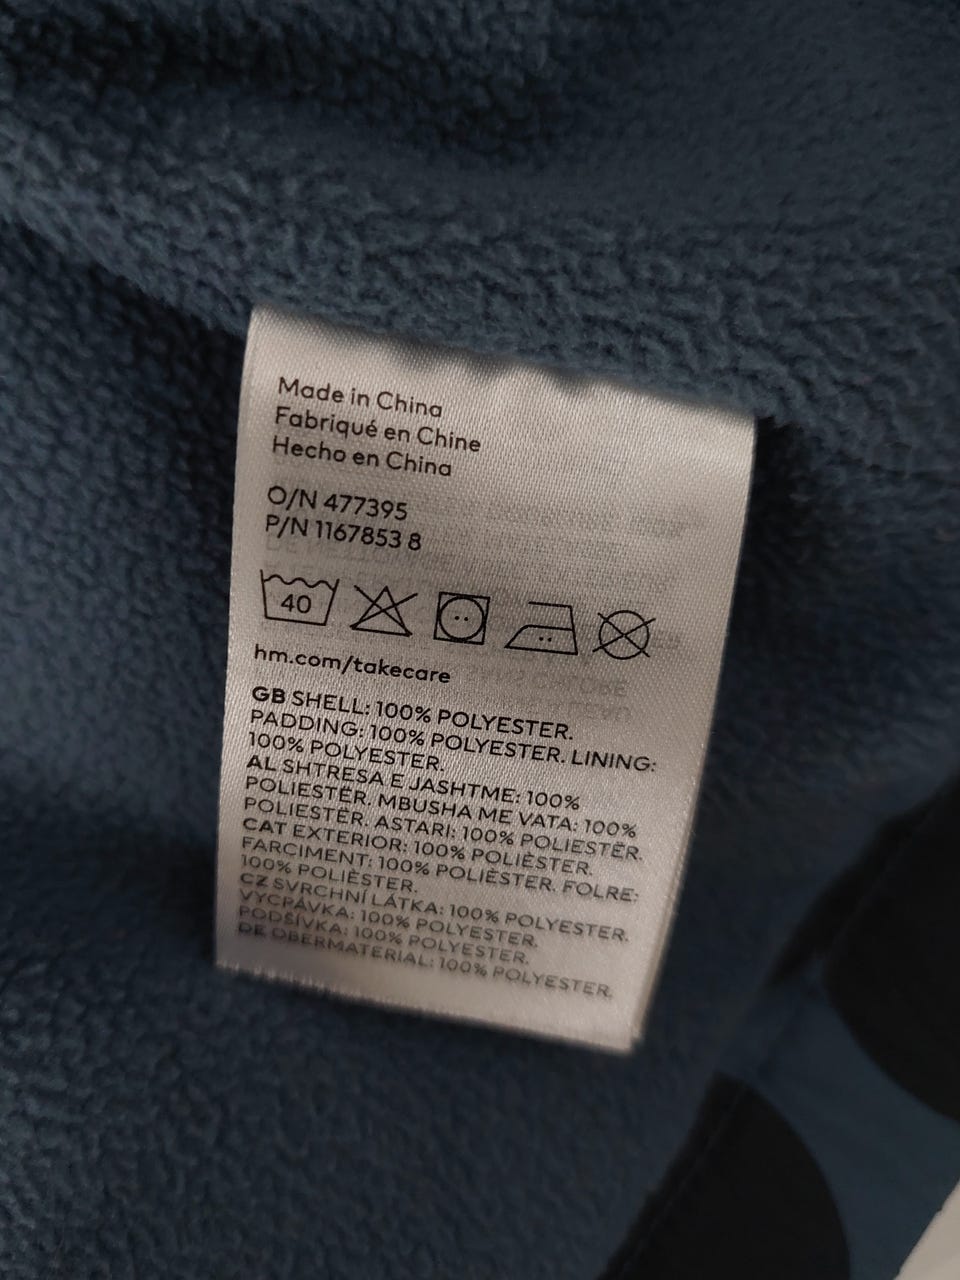 Made in China
Fabriqué en Chine
Hecho en China
O/N 477395
P/N 1167853 8
40
hm.com/takecare
GB SHELL: 100% POLYESTER.
PADDING: 100% POLYESTER. LINING:
100% POLYESTER.
AL SHTRESA E JASHTME: 100%
POLIESTËR. MBUSHA ME VATA: 100%
POLIESTËR. ASTARI: 100% POLIESTËR.
CAT EXTERIOR: 100% POLIÈSTER.
FARCIMENT: 100% POLIÈSTER. FOLRE:
100% POLIÈSTER.
CZ SVRCHNÍ LÁTKA: 100% POLYESTER.
VYCPÁVKA: 100% POLYESTER.
PODŠÍVKA: 100% POLYESTER.
DE OBERMATERIAL: 100% POLYESTER.